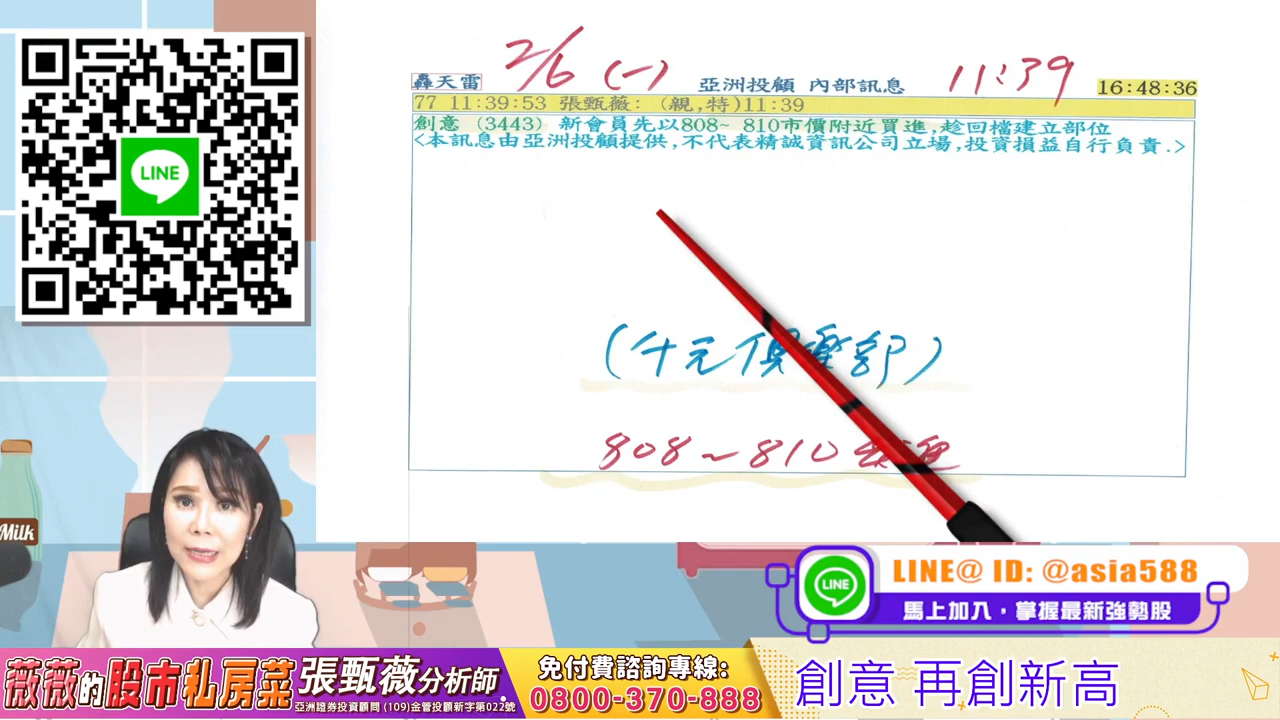 2/6 (一)
11:39
轟天雷
亞洲投顧 內部訊息
16:48:36
77 11:39:53 張甄薇: (親,特)11:39
創意 (3443) 新會員先以808~ 810市價附近買進,趁回檔建立部位
<本訊息由亞洲投顧提供,不代表精誠資訊公司立場,投資損益自行負責.>
LINE
(千元俱樂部)
808~810
Milk
LINE
LINE@ ID: @asia588
馬上加入,掌握最新強勢股
薇薇的股市私房菜
張甄薇分析師
亞洲證券投資顧問 (109)金管投顧新字第022號
免付費諮詢專線:
0800-370-888
創意 再創新高